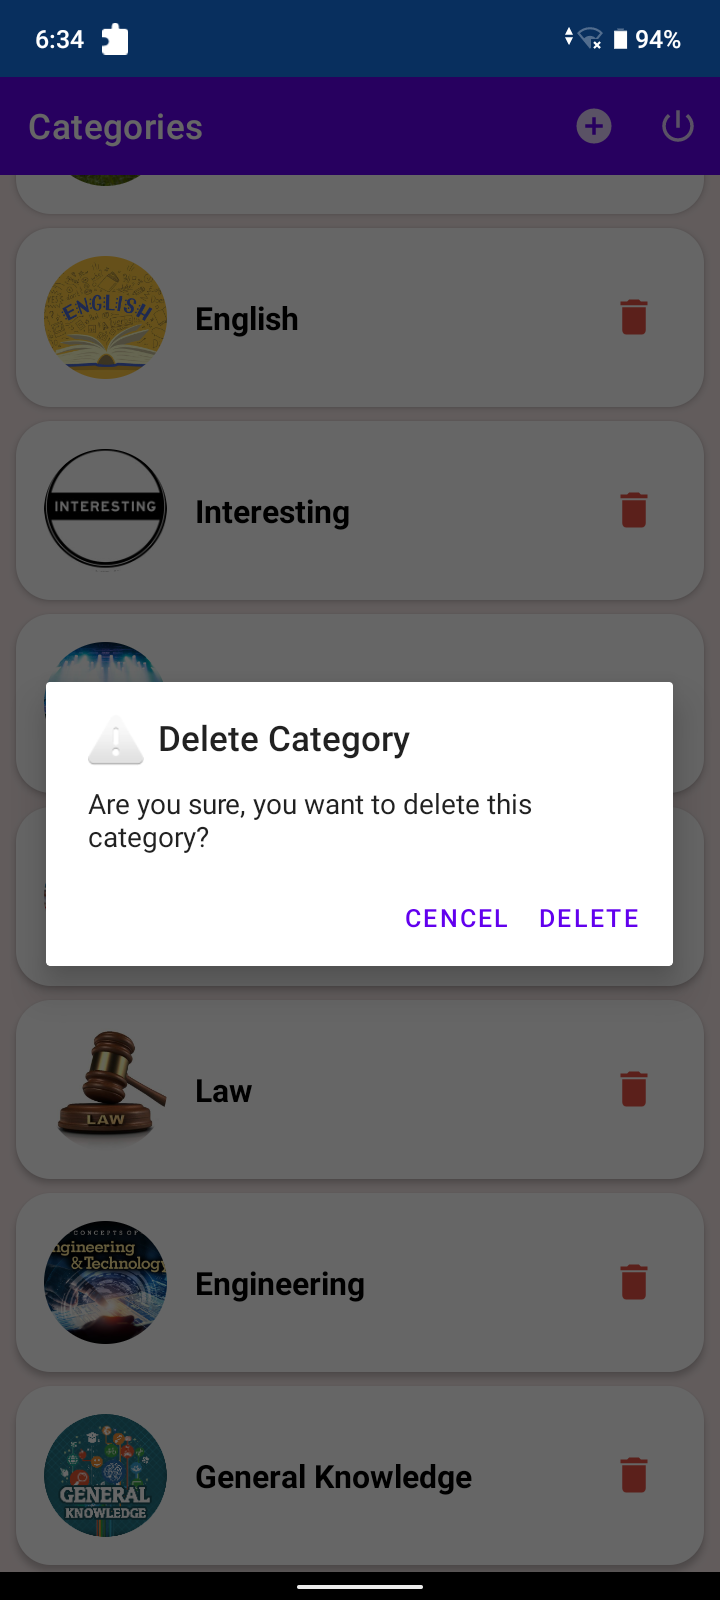 6:34
94%
Categories
ENGLISH
English
INTERESTING
Interesting
Delete Category
Are you sure, you want to delete this
category?
CENCEL DELETE
LAW
Law
CONCEPTS OF
ngineering
& Technology
Engineering
GENERAL
KNOWLEDGE
General Knowledge